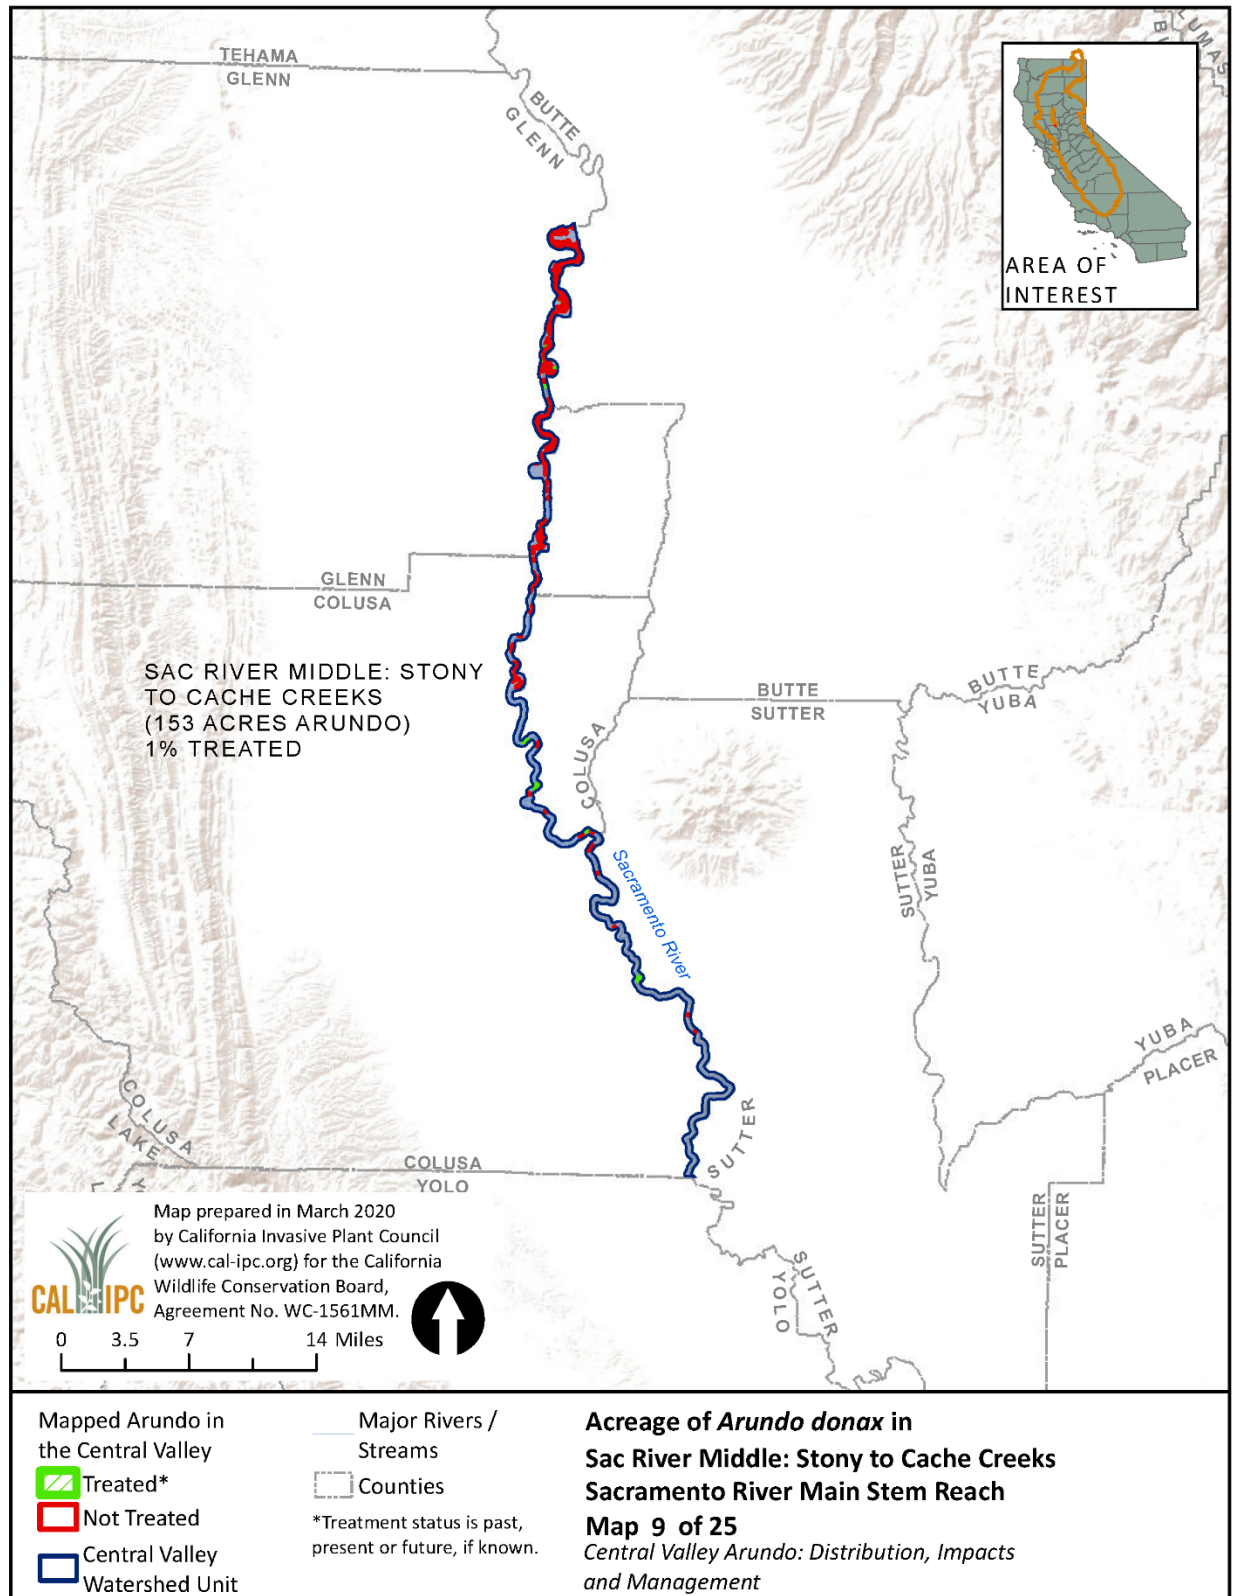 TEHAMA
GLENN
BUTTE
GLENN
AREA OF
INTEREST
GLENN
COLUSA
SAC RIVER MIDDLE: STONY
TO CACHE CREEKS
(153 ACRES ARUNDO)
1% TREATED
BUTTE
SUTTER
BUTTE
YUBA
COLUSA
Sacramento River
SUTTER
YUBA
YUBA
PLACER
COLUSA
LAKE
SUTTER
COLUSA
YOLO
SUTTER
PLACER
SUTTER
YOLO
Map prepared in March 2020
by California Invasive Plant Council
(www.cal-ipc.org) for the California
Wildlife Conservation Board,
Agreement No. WC-1561MM.
CAL IPC
0 3.5 7 14 Miles
Mapped Arundo in
the Central Valley
Treated*
Not Treated
Central Valley
Watershed Unit
Major Rivers /
Streams
Counties
*Treatment status is past,
present or future, if known.
Acreage of Arundo donax in
Sac River Middle: Stony to Cache Creeks
Sacramento River Main Stem Reach
Map 9 of 25
Central Valley Arundo: Distribution, Impacts
and Management